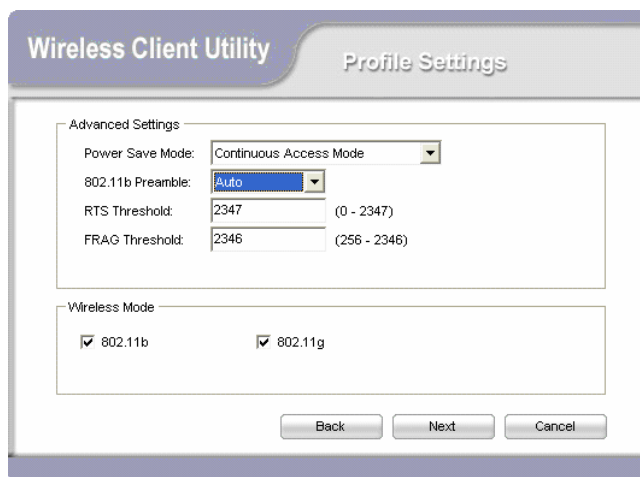 Wireless Client Utility
Profile Settings
Advanced Settings
Power Save Mode: Continuous Access Mode
802.11b Preamble: Auto
RTS Threshold: 2347 (0 - 2347)
FRAG Threshold: 2346 (256 - 2346)
Wireless Mode
802.11b 802.11g
Back Next Cancel